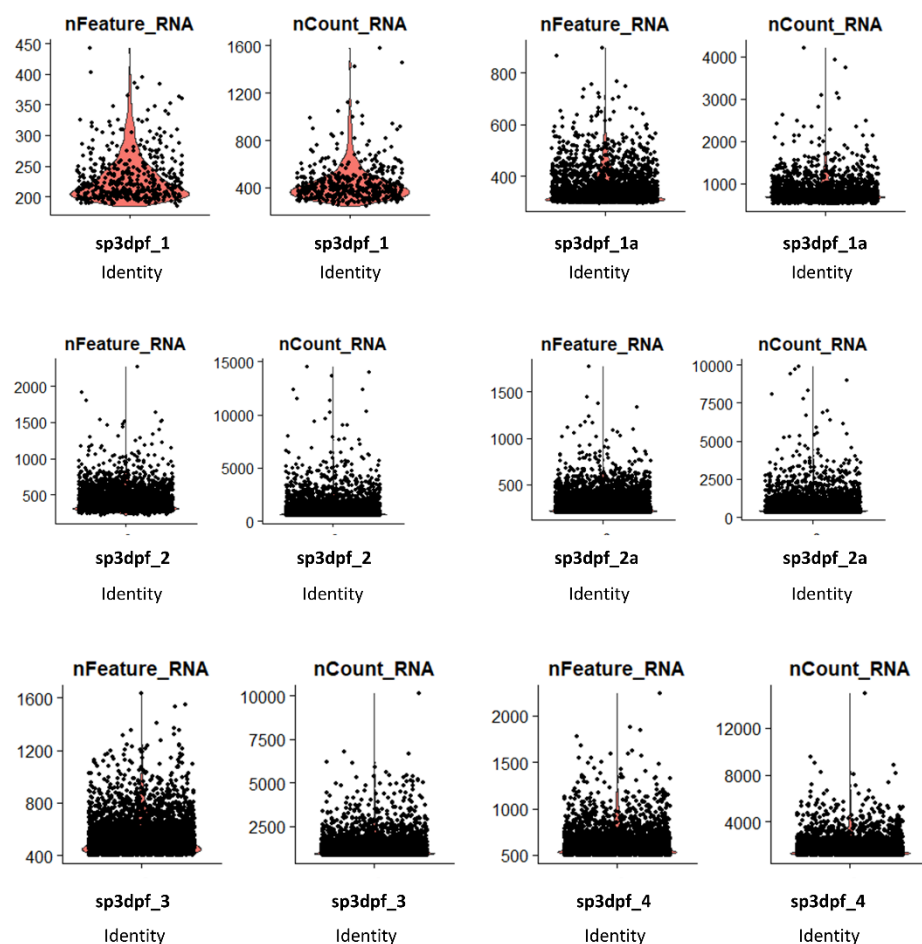 nFeature_RNA nCount_RNA nFeature_RNA nCount_RNA
450 1600 800 4000
400 1200 600 3000
350 800 400 2000
300 400 1000
250
200
sp3dpf_1 sp3dpf_1 sp3dpf_1a sp3dpf_1a
Identity Identity Identity Identity
nFeature_RNA nCount_RNA nFeature_RNA nCount_RNA
2000 15000 1500 10000
1500 10000 1000 7500
1000 5000 500 5000
500 0 2500
0
sp3dpf_2 sp3dpf_2 sp3dpf_2a sp3dpf_2a
Identity Identity Identity Identity
nFeature_RNA nCount_RNA nFeature_RNA nCount_RNA
1600 10000 2000 12000
1200 7500 1500 8000
800 5000 1000 4000
400 2500 500
sp3dpf_3 sp3dpf_3 sp3dpf_4 sp3dpf_4
Identity Identity Identity Identity